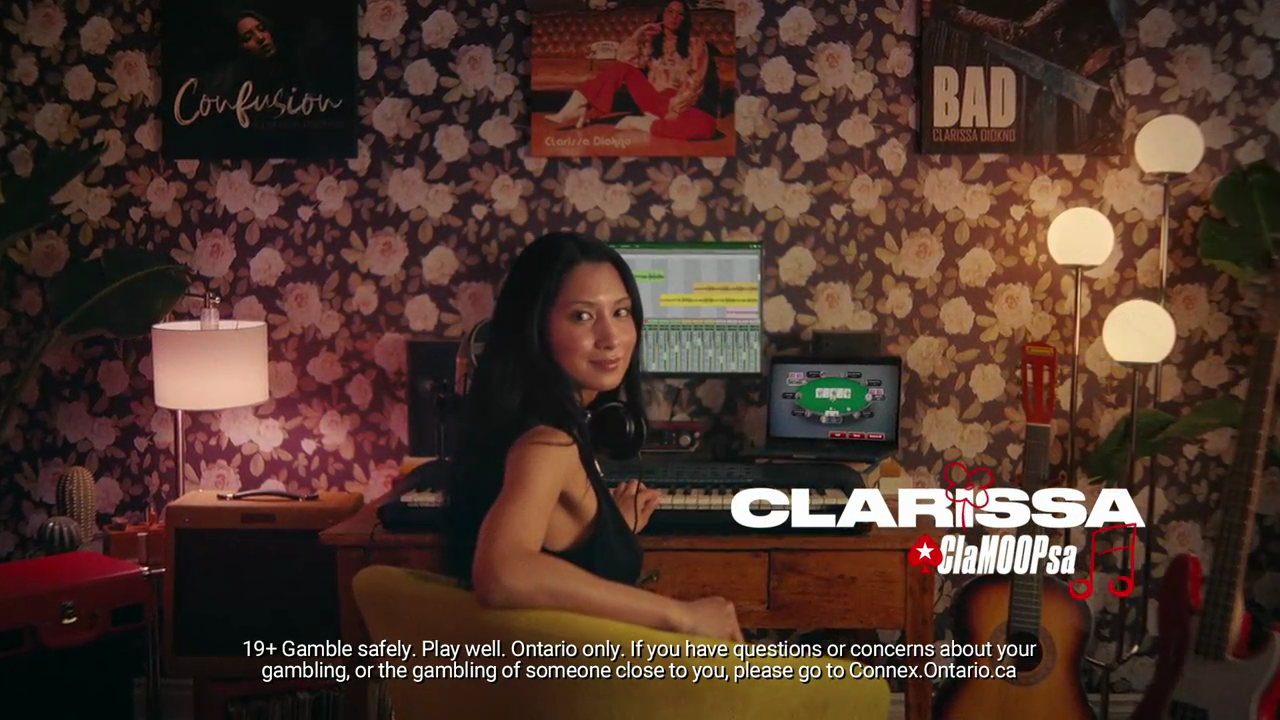 Confusion
Clarissa Diokno
BAD
CLARISSA DIOKNO
CLARiSSA
ClaMOOPsa
19+ Gamble safely. Play well. Ontario only. If you have questions or concerns about your
gambling, or the gambling of someone close to you, please go to Connex.Ontario.ca